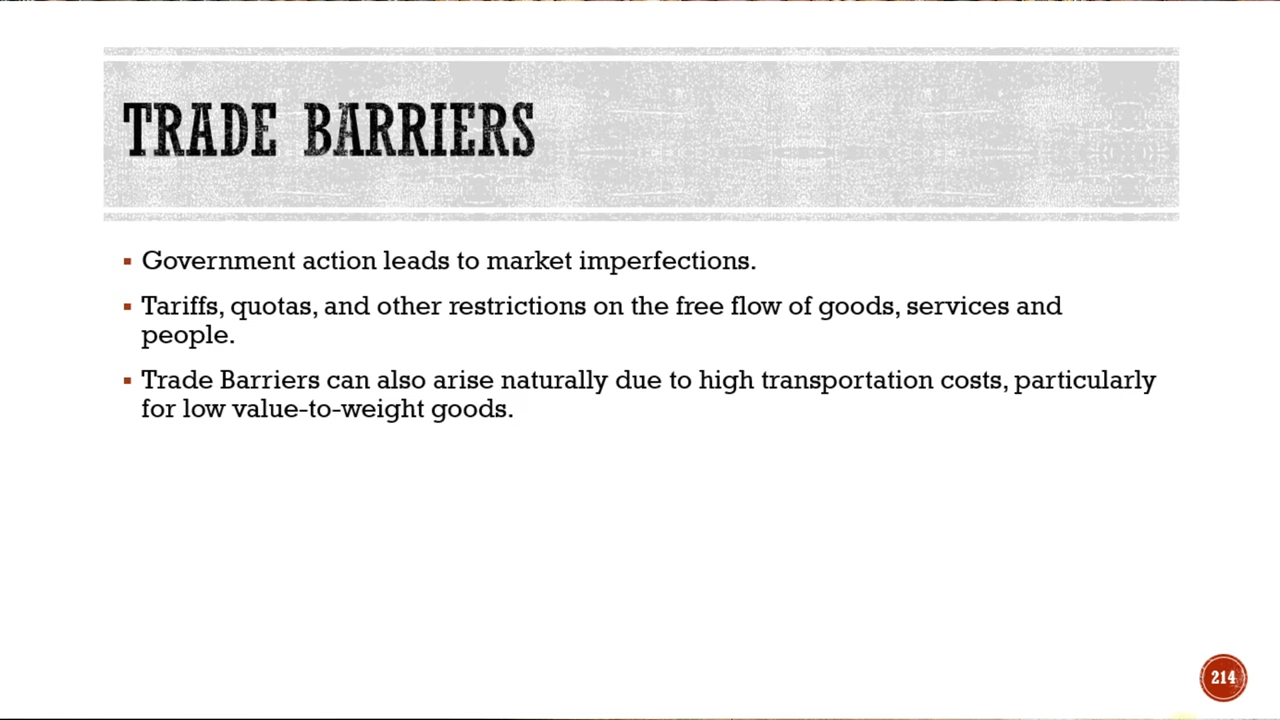 TRADE BARRIERS
▪ Government action leads to market imperfections.
▪ Tariffs, quotas, and other restrictions on the free flow of goods, services and
people.
▪ Trade Barriers can also arise naturally due to high transportation costs, particularly
for low value-to-weight goods.
214